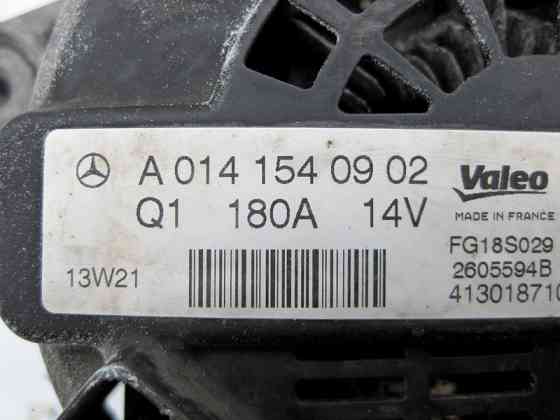 A 014 154 09 02
Q1 180A 14V
13W21
Valeo
MADE IN FRANCE
FG18S029
2605594B
413018710